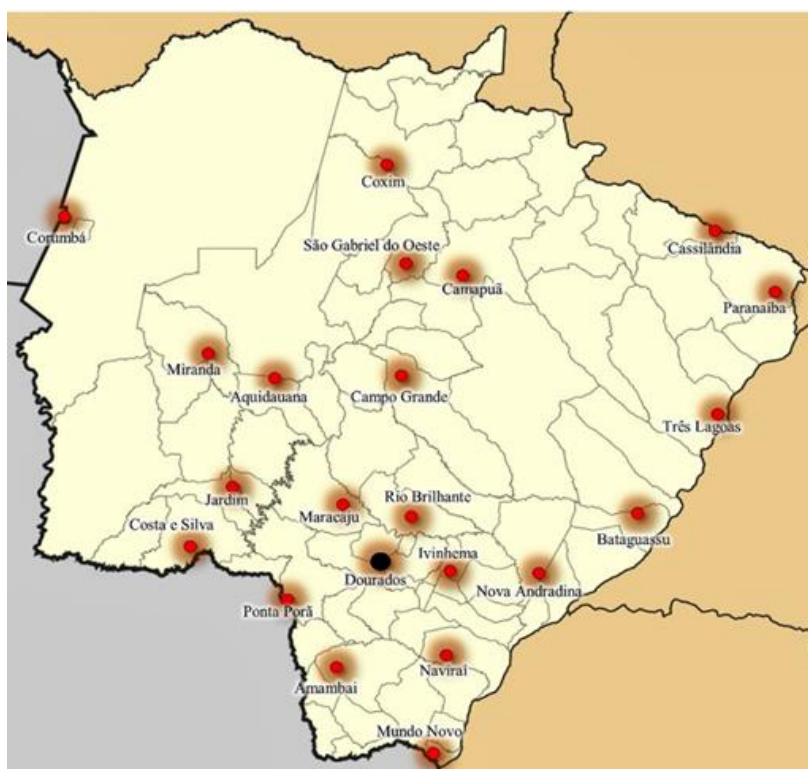 Coxim
Corumbá
Cassilândia
São Gabriel do Oeste
Camapuã
Paranaíba
Miranda
Aquidauana
Campo Grande
Três Lagoas
Jardim
Rio Brilhante
Maracaju
Costa e Silva
Bataguassu
Ivinhema
Dourados
Nova Andradina
Ponta Porã
Naviraí
Amambai
Mundo Novo